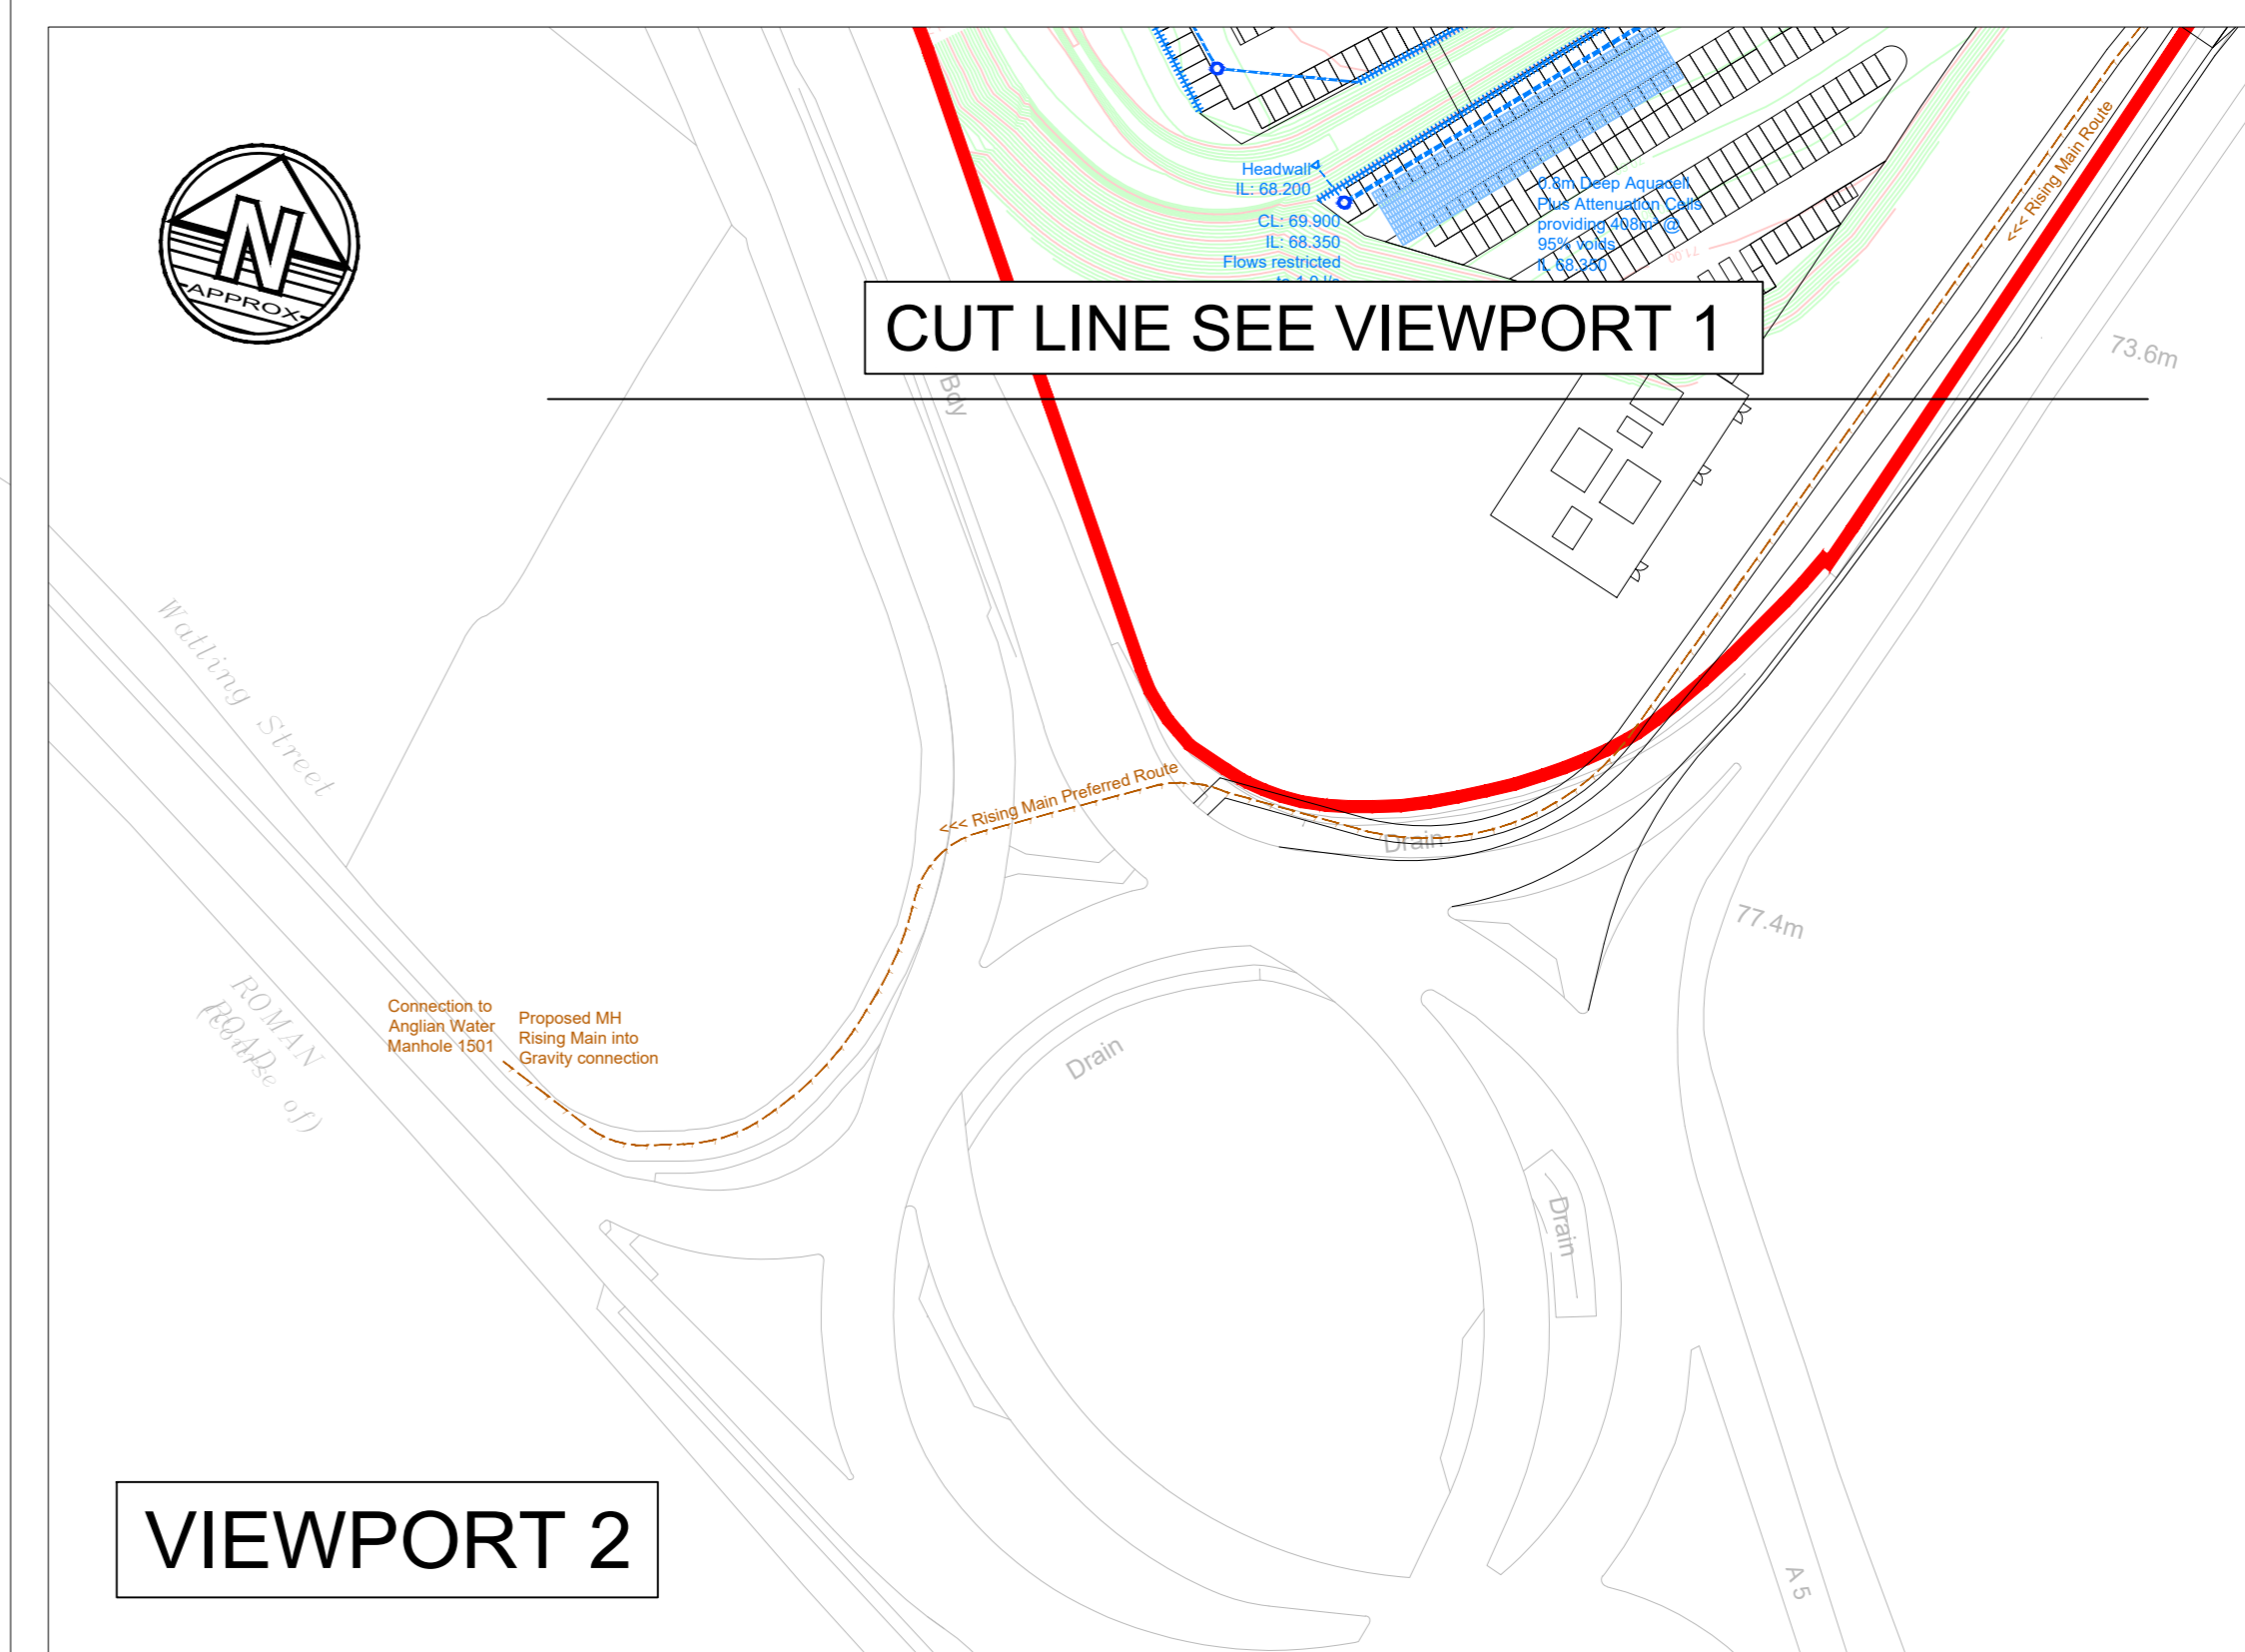 N
APPROX
Headwall
IL: 68.200
CL: 69.900
IL: 68.350
Flows restricted
0.8m Deep Aquacell
Plus Attenuation Cells
providing 408m³ @
95% voids
IL 68.350
71.00
<<< Rising Main Route
CUT LINE SEE VIEWPORT 1
73.6m
Bdy
Watling Street
<<< Rising Main Preferred Route
Drain
77.4m
ROMAN
ROAD
(course of)
Connection to
Anglian Water
Manhole 1501
Proposed MH
Rising Main into
Gravity connection
Drain
Drain
VIEWPORT 2
A 5